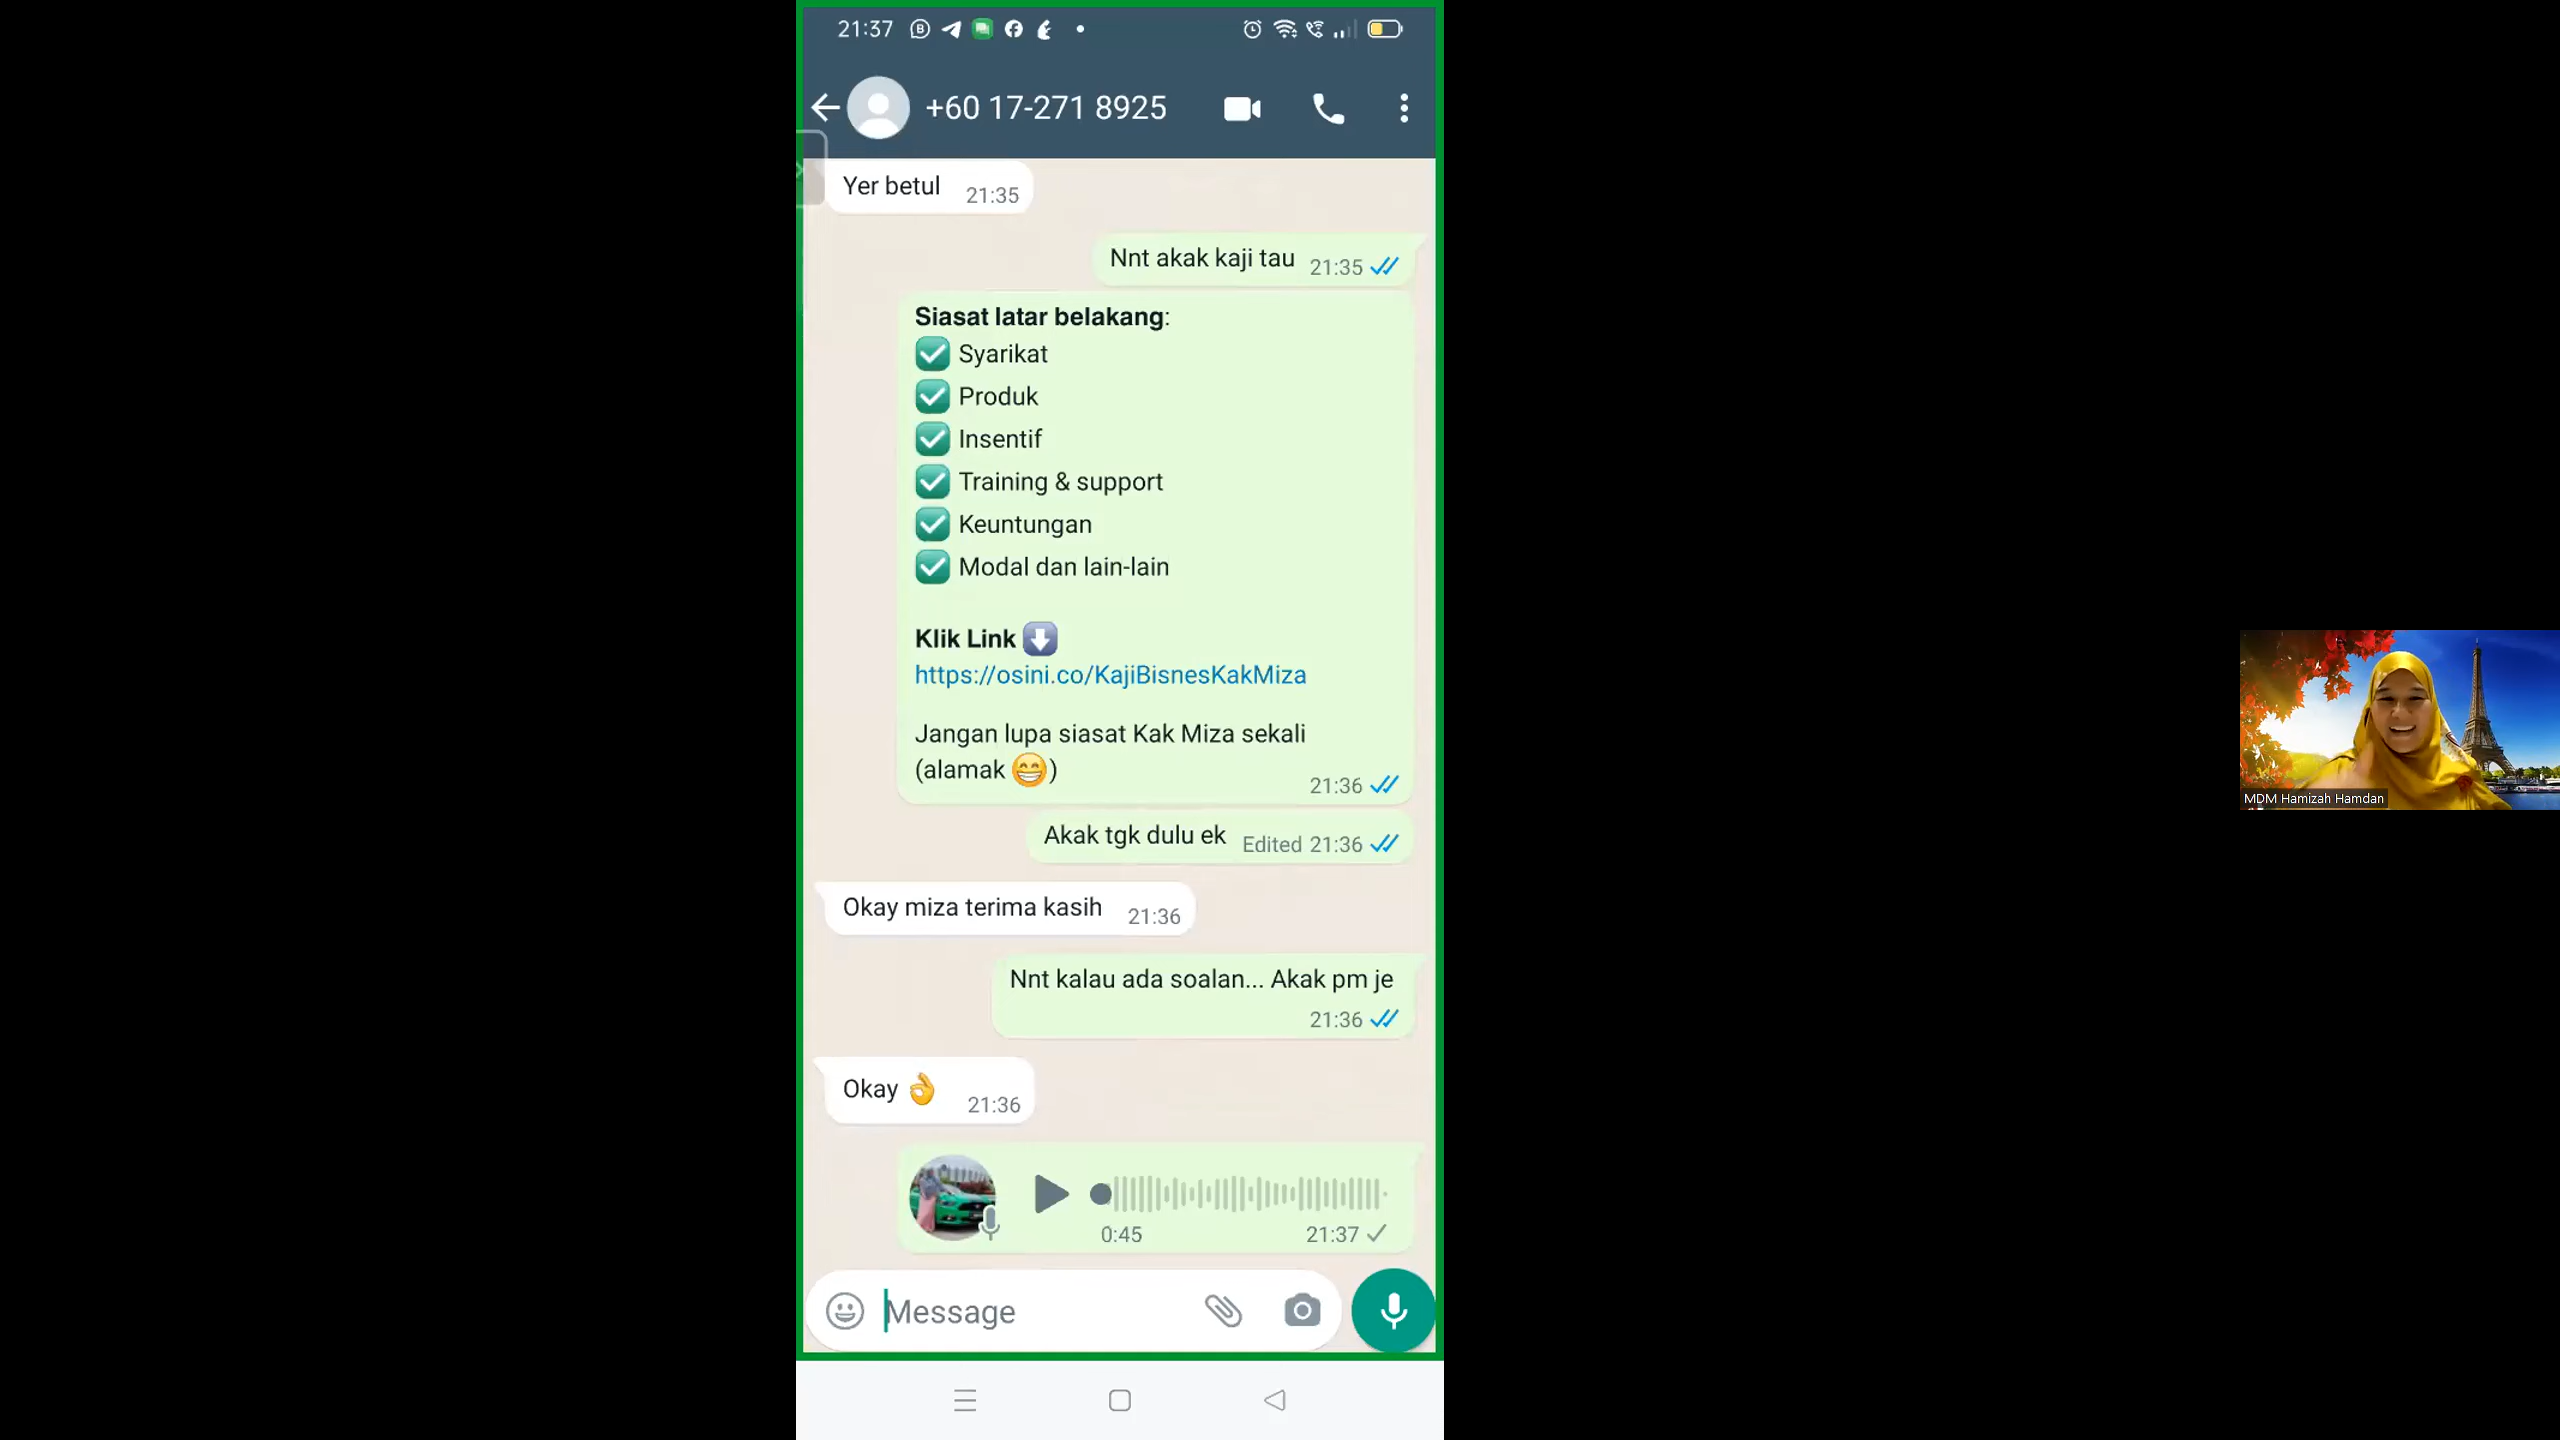 21:37
+60 17-271 8925
Yer betul 21:35
Nnt akak kaji tau 21:35
Siasat latar belakang:
✅ Syarikat
✅ Produk
✅ Insentif
✅ Training & support
✅ Keuntungan
✅ Modal dan lain-lain
Klik Link ⬇️
https://osini.co/KajiBisnesKakMiza
Jangan lupa siasat Kak Miza sekali
(alamak 😁)
21:36
Akak tgk dulu ek Edited 21:36
Okay miza terima kasih 21:36
Nnt kalau ada soalan... Akak pm je
21:36
Okay 👌 21:36
0:45 21:37
Message
MDM Hamizah Hamdan